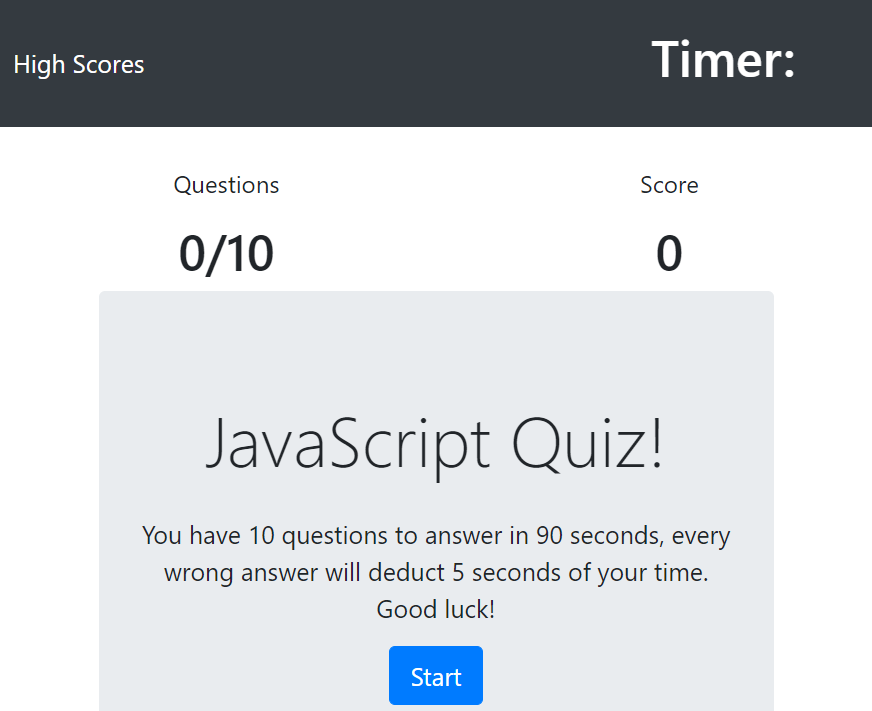 High Scores
Timer:
Questions
Score
0/10
0
JavaScript Quiz!
You have 10 questions to answer in 90 seconds, every
wrong answer will deduct 5 seconds of your time.
Good luck!
Start